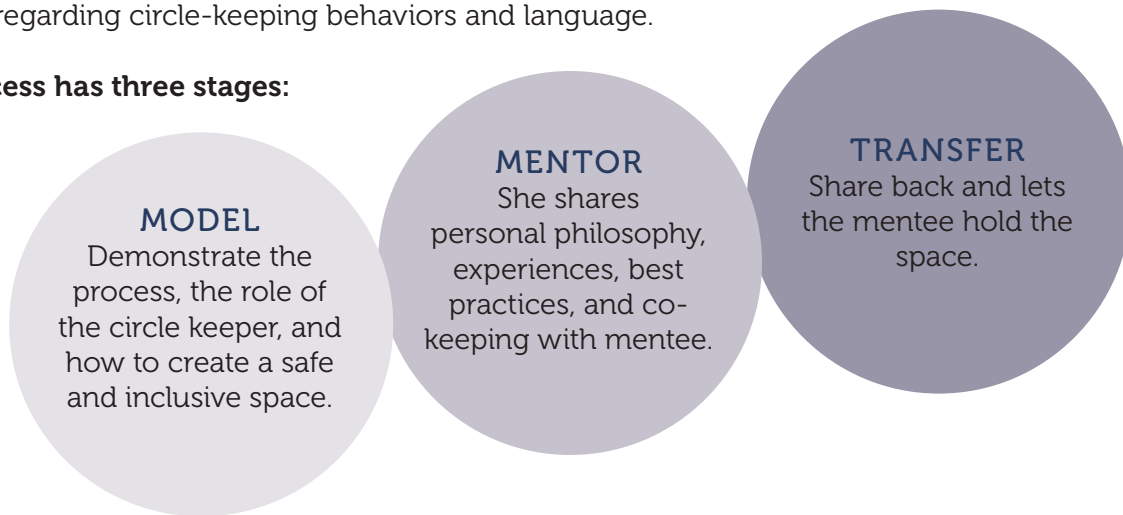 regarding circle-keeping behaviors and language.
cess has three stages:
MODEL
Demonstrate the
process, the role of
the circle keeper, and
how to create a safe
and inclusive space.
MENTOR
She shares
personal philosophy,
experiences, best
practices, and co-
keeping with mentee.
TRANSFER
Share back and lets
the mentee hold the
space.